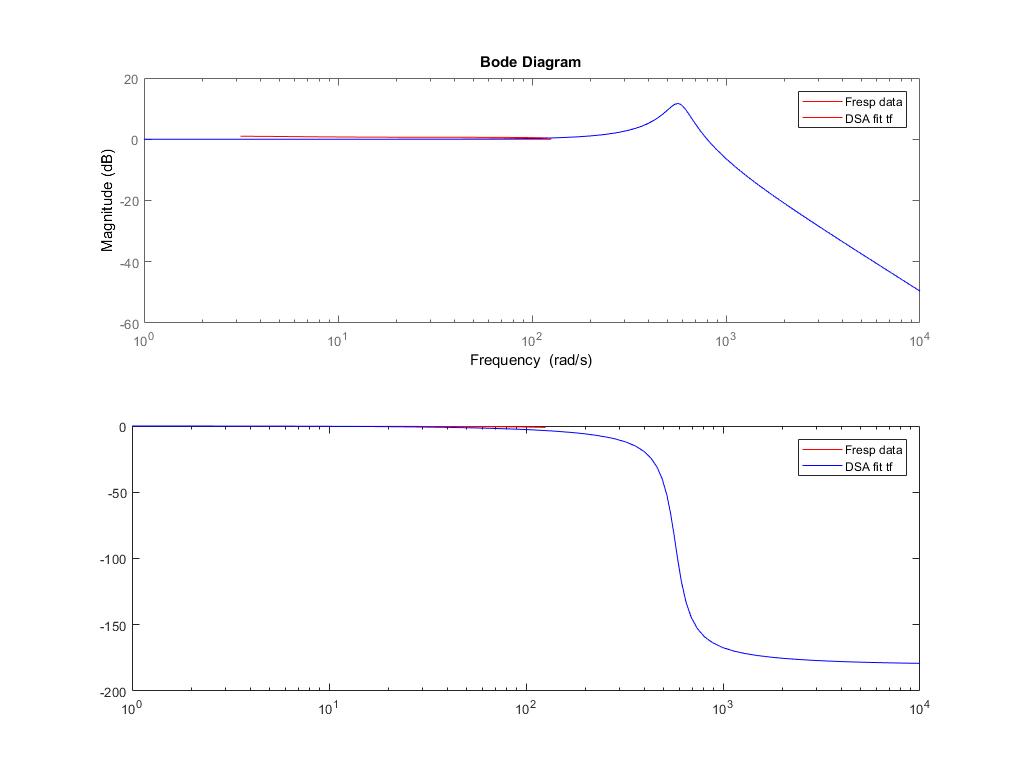 Bode Diagram
20
0
-20
-40
-60
Magnitude (dB)
Fresp data
DSA fit tf
10^0
10^1
10^2
10^3
10^4
Frequency (rad/s)
0
-50
-100
-150
-200
Fresp data
DSA fit tf
10^0
10^1
10^2
10^3
10^4